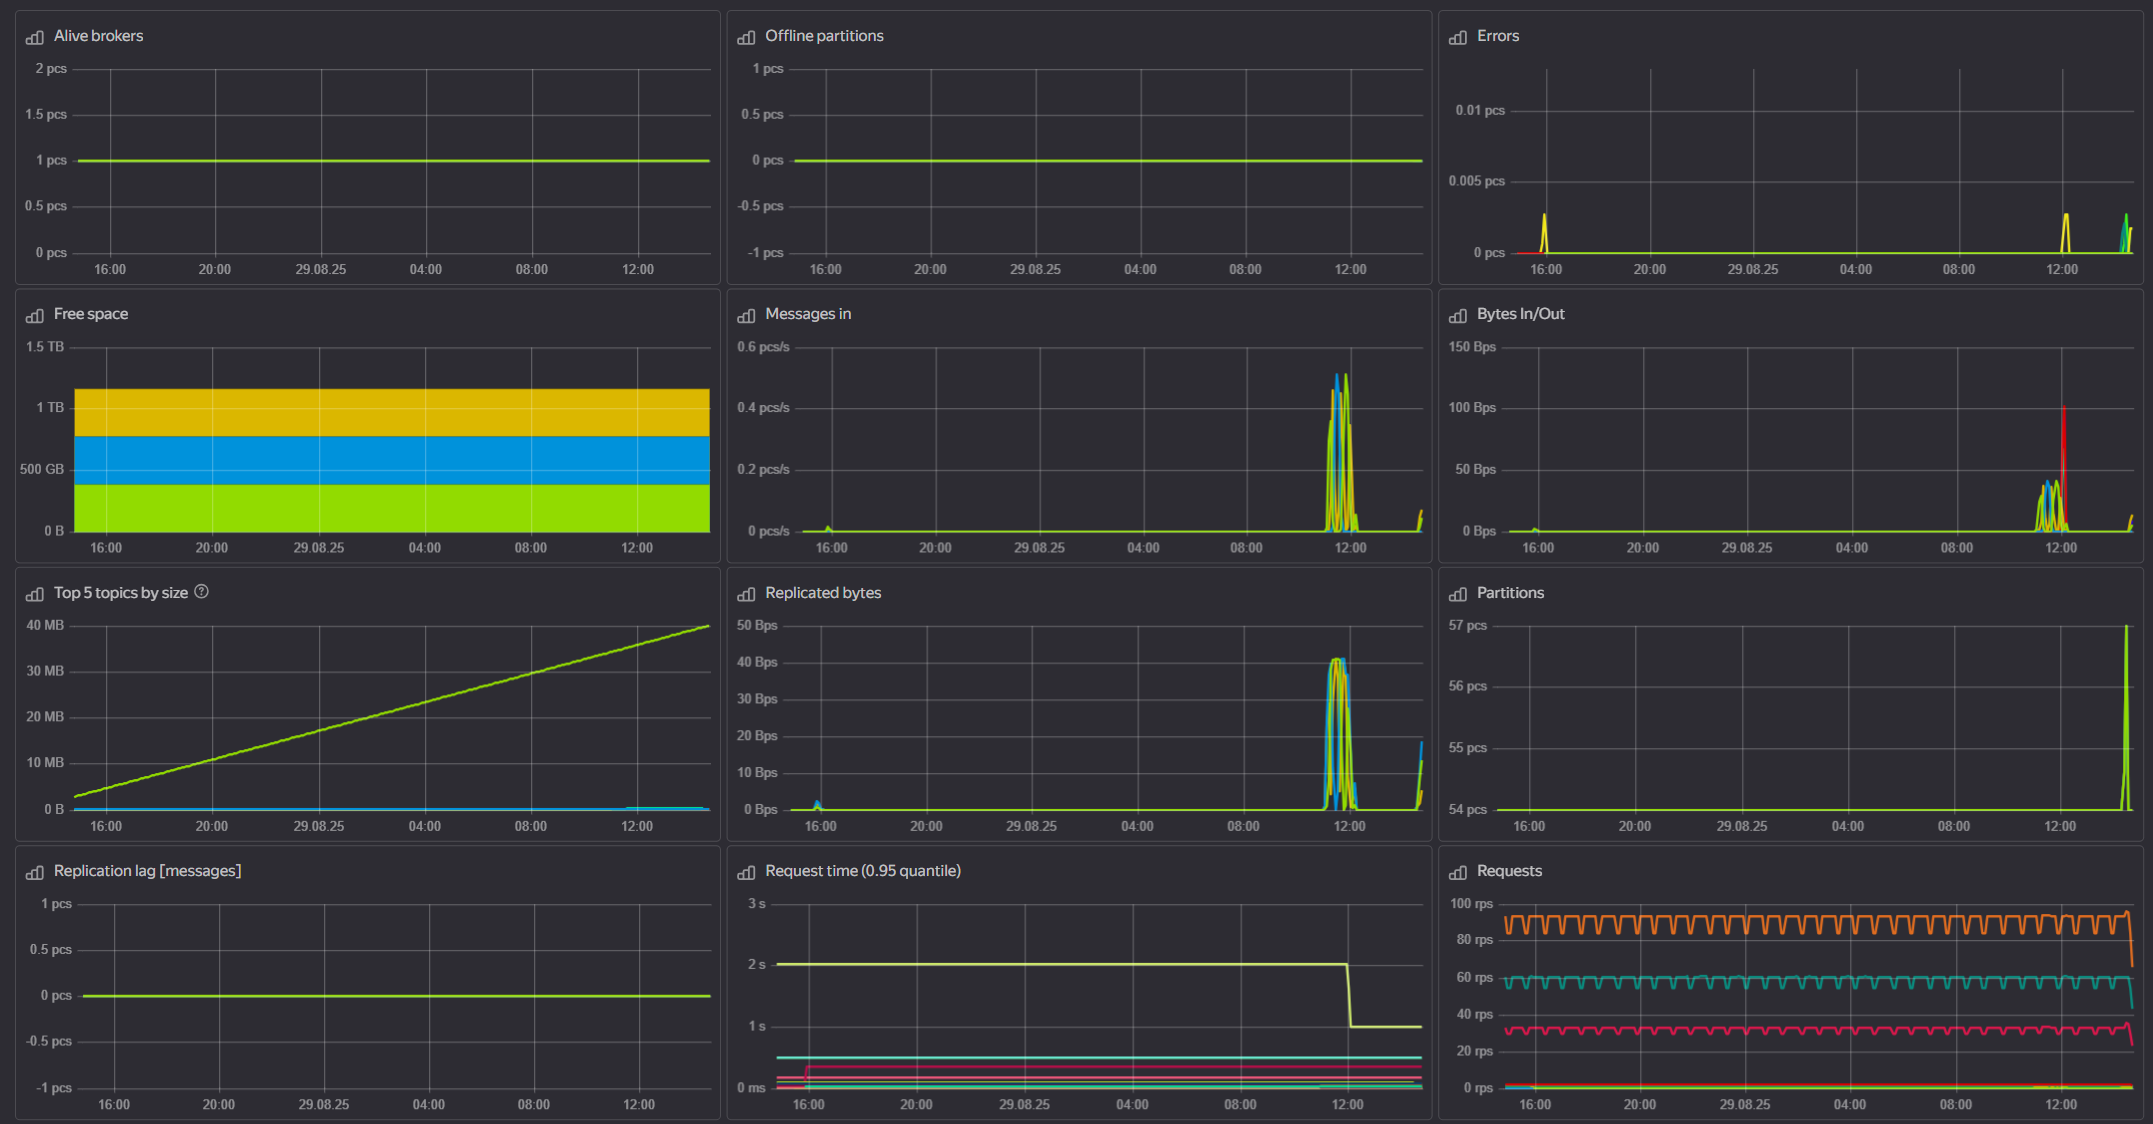 Alive brokers
2 pcs
1.5 pcs
1 pcs
0.5 pcs
0 pcs
16:00 20:00 29.08.25 04:00 08:00 12:00
Offline partitions
1 pcs
0.5 pcs
0 pcs
-0.5 pcs
-1 pcs
16:00 20:00 29.08.25 04:00 08:00 12:00
Errors
0.01 pcs
0.005 pcs
0 pcs
16:00 20:00 29.08.25 04:00 08:00 12:00
Free space
1.5 TB
1 TB
500 GB
0 B
16:00 20:00 29.08.25 04:00 08:00 12:00
Messages in
0.6 pcs/s
0.4 pcs/s
0.2 pcs/s
0 pcs/s
16:00 20:00 29.08.25 04:00 08:00 12:00
Bytes In/Out
150 Bps
100 Bps
50 Bps
0 Bps
16:00 20:00 29.08.25 04:00 08:00 12:00
Top 5 topics by size ?
40 MB
30 MB
20 MB
10 MB
0 B
16:00 20:00 29.08.25 04:00 08:00 12:00
Replicated bytes
50 Bps
40 Bps
30 Bps
20 Bps
10 Bps
0 Bps
16:00 20:00 29.08.25 04:00 08:00 12:00
Partitions
57 pcs
56 pcs
55 pcs
54 pcs
16:00 20:00 29.08.25 04:00 08:00 12:00
Replication lag [messages]
1 pcs
0.5 pcs
0 pcs
-0.5 pcs
-1 pcs
16:00 20:00 29.08.25 04:00 08:00 12:00
Request time (0.95 quantile)
3 s
2 s
1 s
0 ms
16:00 20:00 29.08.25 04:00 08:00 12:00
Requests
100 rps
80 rps
60 rps
40 rps
20 rps
0 rps
16:00 20:00 29.08.25 04:00 08:00 12:00